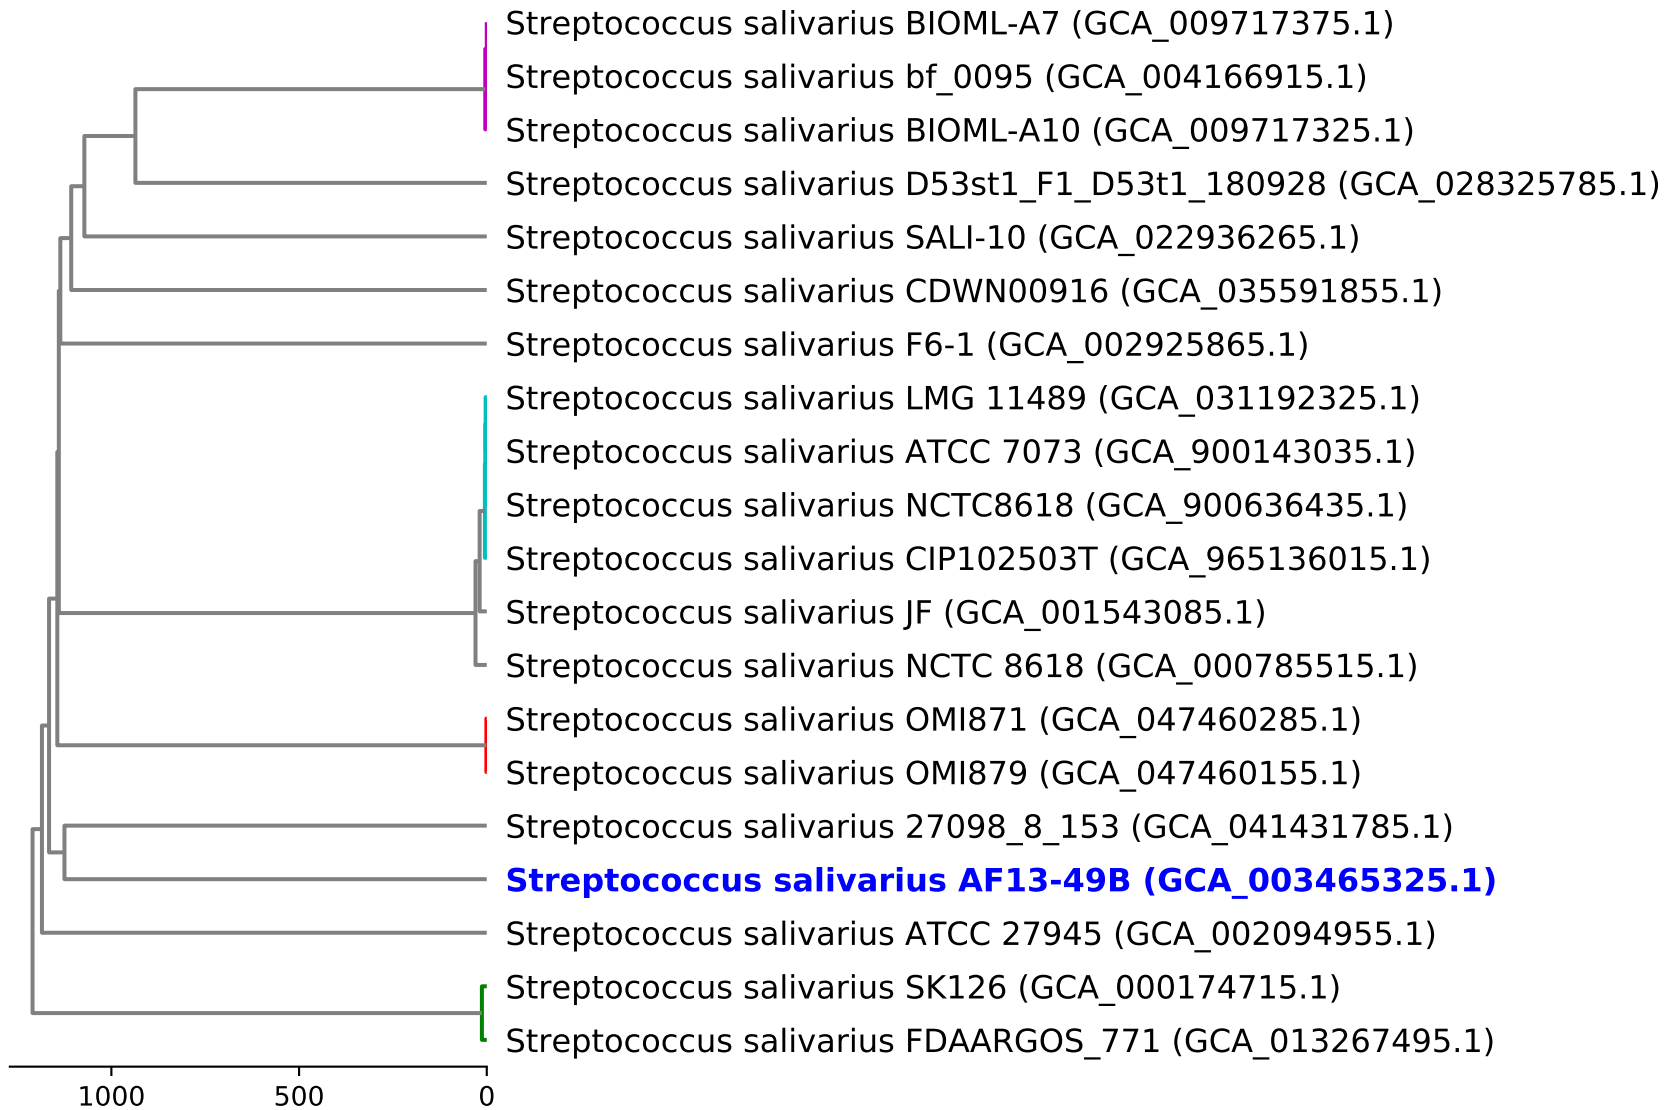 Streptococcus salivarius BIOML-A7 (GCA_009717375.1)
Streptococcus salivarius bf_0095 (GCA_004166915.1)
Streptococcus salivarius BIOML-A10 (GCA_009717325.1)
Streptococcus salivarius D53st1_F1_D53t1_180928 (GCA_028325785.1)
Streptococcus salivarius SALI-10 (GCA_022936265.1)
Streptococcus salivarius CDWN00916 (GCA_035591855.1)
Streptococcus salivarius F6-1 (GCA_002925865.1)
Streptococcus salivarius LMG 11489 (GCA_031192325.1)
Streptococcus salivarius ATCC 7073 (GCA_900143035.1)
Streptococcus salivarius NCTC8618 (GCA_900636435.1)
Streptococcus salivarius CIP102503T (GCA_965136015.1)
Streptococcus salivarius JF (GCA_001543085.1)
Streptococcus salivarius NCTC 8618 (GCA_000785515.1)
Streptococcus salivarius OMI871 (GCA_047460285.1)
Streptococcus salivarius OMI879 (GCA_047460155.1)
Streptococcus salivarius 27098_8_153 (GCA_041431785.1)
Streptococcus salivarius AF13-49B (GCA_003465325.1)
Streptococcus salivarius ATCC 27945 (GCA_002094955.1)
Streptococcus salivarius SK126 (GCA_000174715.1)
Streptococcus salivarius FDAARGOS_771 (GCA_013267495.1)
1000 500 0